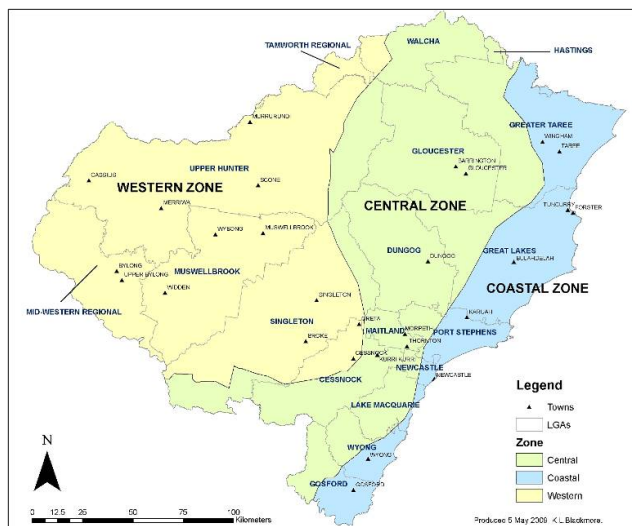 WALCHA
TAMWORTH REGIONAL
HASTINGS
MURRURUNDI
GREATER TAREE
WINGHAM
TAREE
GLOUCESTER
BARRINGTON
GLOUCESTER
UPPER HUNTER
CASSILIS
WESTERN ZONE
SCONE
CENTRAL ZONE
MERRIWA
TUNCURRY
FORSTER
WYBONG
MUSWELLBROOK
DUNGOG
DUNGOG
GREAT LAKES
BULAHDELAH
BYLONG
UPPER BYLONG
MUSWELLBROOK
COASTAL ZONE
WIDDEN
MID-WESTERN REGIONAL
SINGLETON
SINGLETON
KARUAH
GRETA
MAITLAND
MORPETH
PORT STEPHENS
BROKE
THORNTON
CESSNOCK
KURRI KURRI
NEWCASTLE
CESSNOCK
NEWCASTLE
LAKE MACQUARIE
WYONG
WYONG
GOSFORD
GOSFORD
Legend
Towns
LGAs
Zone
Central
Coastal
Western
N
0 12.5 25 50 75 100
Kilometers
Produced 5 May 2009 K.L.Blackmore.